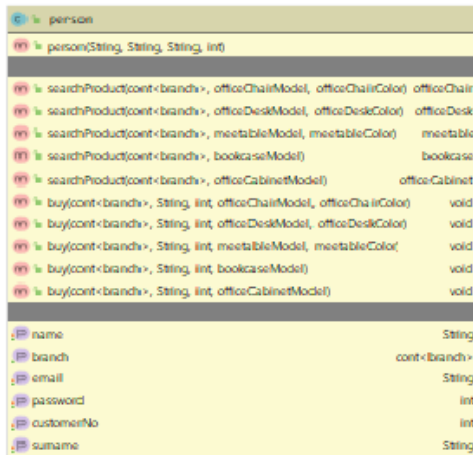 person
person(String, String, String, int)
searchProduct(cont<branch>, officeChairModel, officeChairColor) officeChair
searchProduct(cont<branch>, officeDeskModel, officeDeskColor) officeDesk
searchProduct(cont<branch>, meetableModel, meetableColor) meetable
searchProduct(cont<branch>, bookcaseModel) bookcase
searchProduct(cont<branch>, officeCabinetModel) officeCabinet
buy(cont<branch>, String, int, officeChairModel, officeChairColor) void
buy(cont<branch>, String, int, officeDeskModel, officeDeskColor) void
buy(cont<branch>, String, int, meetableModel, meetableColor( void
buy(cont<branch>, String, int, bookcaseModel) void
buy(cont<branch>, String, int, officeCabinetModel) void
name String
branch cont<branch>
email String
password int
customerNo int
surname String